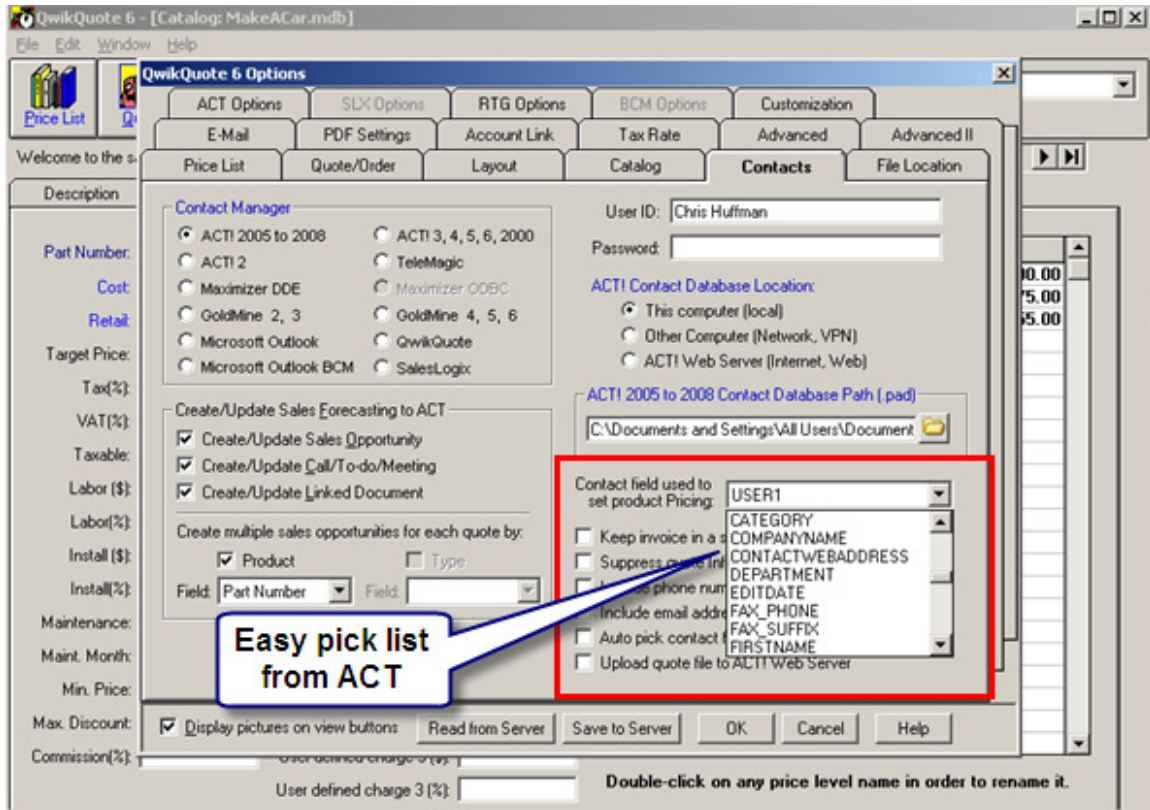 QwikQuote 6 - [Catalog: MakeACar.mdb]
File Edit Window Help
Price List
Welcome to the s
Description
Part Number:
Cost:
Retail:
Target Price:
Tax(%):
VAT(%):
Taxable:
Labor ($):
Labor(%):
Install ($):
Install(%):
Maintenance:
Maint. Month:
Min. Price:
Max. Discount:
Commission(%):
QwikQuote 6 Options
ACT Options SLX Options RTG Options BCM Options Customization
E-Mail PDF Settings Account Link Tax Rate Advanced Advanced II
Price List Quote/Order Layout Catalog Contacts File Location
Contact Manager
ACT! 2005 to 2008 ACT! 3, 4, 5, 6, 2000
ACT! 2 TeleMagic
Maximizer DDE Maximizer ODBC
GoldMine 2, 3 GoldMine 4, 5, 6
Microsoft Outlook QwikQuote
Microsoft Outlook BCM SalesLogix
Create/Update Sales Forecasting to ACT
Create/Update Sales Opportunity
Create/Update Call/To-do/Meeting
Create/Update Linked Document
Create multiple sales opportunities for each quote by:
Product Type
Field: Part Number Field:
User ID: Chris Huffman
Password:
ACT! Contact Database Location:
This computer (local)
Other Computer (Network, VPN)
ACT! Web Server (Internet, Web)
ACT! 2005 to 2008 Contact Database Path (.pad)
C:\Documents and Settings\All Users\Document
Contact field used to
set product Pricing: USER1
CATEGORY
COMPANYNAME
CONTACTWEBADDRESS
DEPARTMENT
EDITDATE
FAX_PHONE
FAX_SUFFIX
FIRSTNAME
Keep invoice in a s
Suppress quote Inf
phone num
Include email addre
Auto pick contact f
Upload quote file to ACT! Web Server
Easy pick list
from ACT
Display pictures on view buttons Read from Server Save to Server OK Cancel Help
0.00
5.00
5.00
User defined charge 3 (%):
Double-click on any price level name in order to rename it.